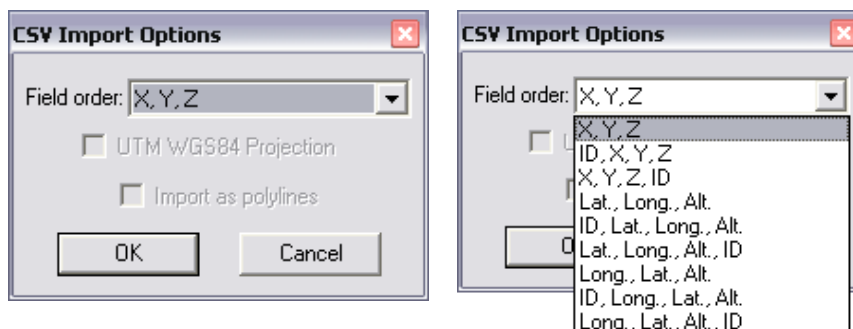 CSV Import Options
Field order: X, Y, Z
UTM WGS84 Projection
Import as polylines
OK Cancel
CSV Import Options
Field order: X, Y, Z
X, Y, Z
ID, X, Y, Z
X, Y, Z, ID
Lat., Long., Alt.
ID, Lat., Long., Alt.
Lat., Long., Alt., ID
Long., Lat., Alt.
ID, Long., Lat., Alt.
Long., Lat., Alt., ID